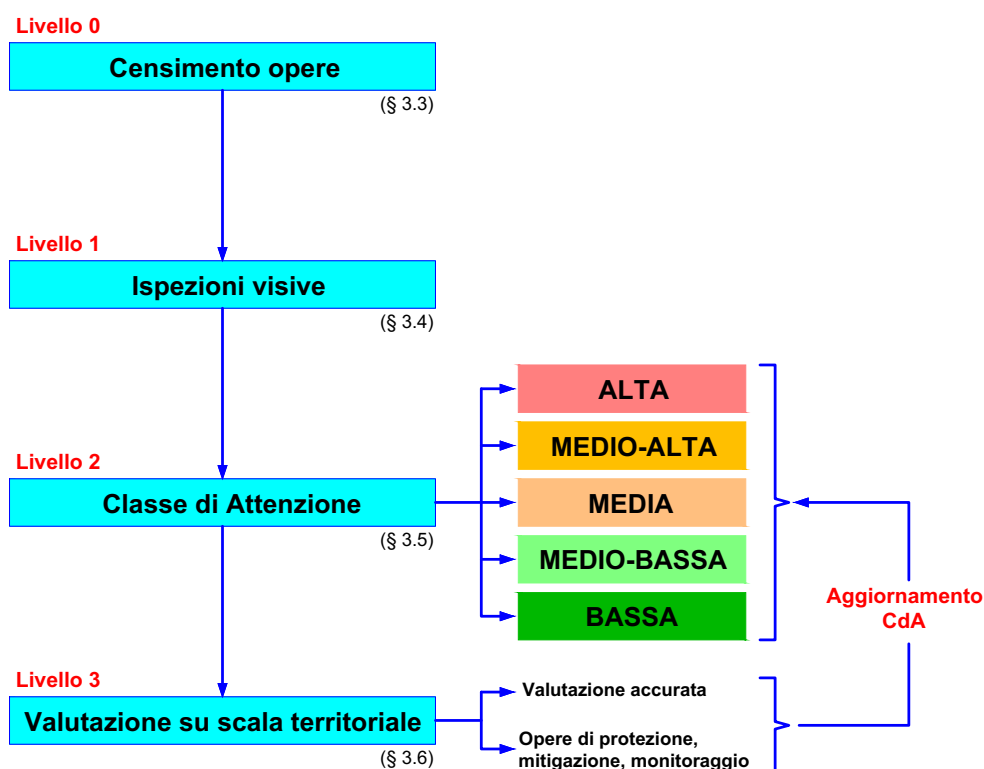 Livello 0
Censimento opere
(§ 3.3)
Livello 1
Ispezioni visive
(§ 3.4)
Livello 2
Classe di Attenzione
(§ 3.5)
ALTA
MEDIO-ALTA
MEDIA
MEDIO-BASSA
BASSA
Aggiornamento
CdA
Livello 3
Valutazione su scala territoriale
(§ 3.6)
Valutazione accurata
Opere di protezione,
mitigazione, monitoraggio